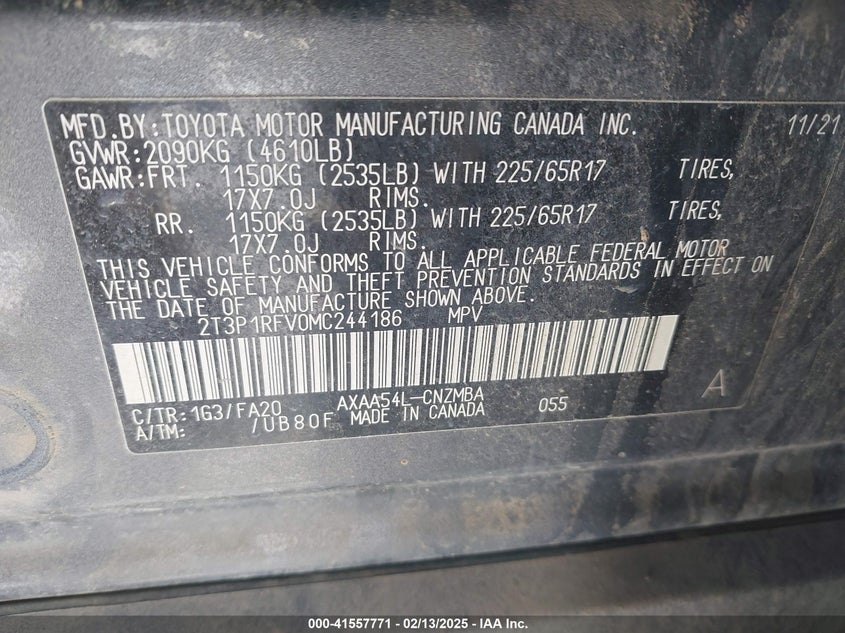 MFD.BY:TOYOTA MOTOR MANUFACTURING CANADA INC. 11/21
GVWR:2090KG (4610LB)
GAWR:FRT. 1150KG (2535LB) WITH 225/65R17 TIRES,
17X7.0J RIMS.
RR. 1150KG (2535LB) WITH 225/65R17 TIRES,
17X7.0J RIMS.
THIS VEHICLE CONFORMS TO ALL APPLICABLE FEDERAL MOTOR
VEHICLE SAFETY AND THEFT PREVENTION STANDARDS IN EFFECT ON
THE DATE OF MANUFACTURE SHOWN ABOVE.
2T3P1RFV0MC244186 MPV
A
C/TR:1G3/FA20 AXAA54L-CNZMBA 055
A/TM: /UB80F MADE IN CANADA
000-41557771 - 02/13/2025 - IAA Inc.